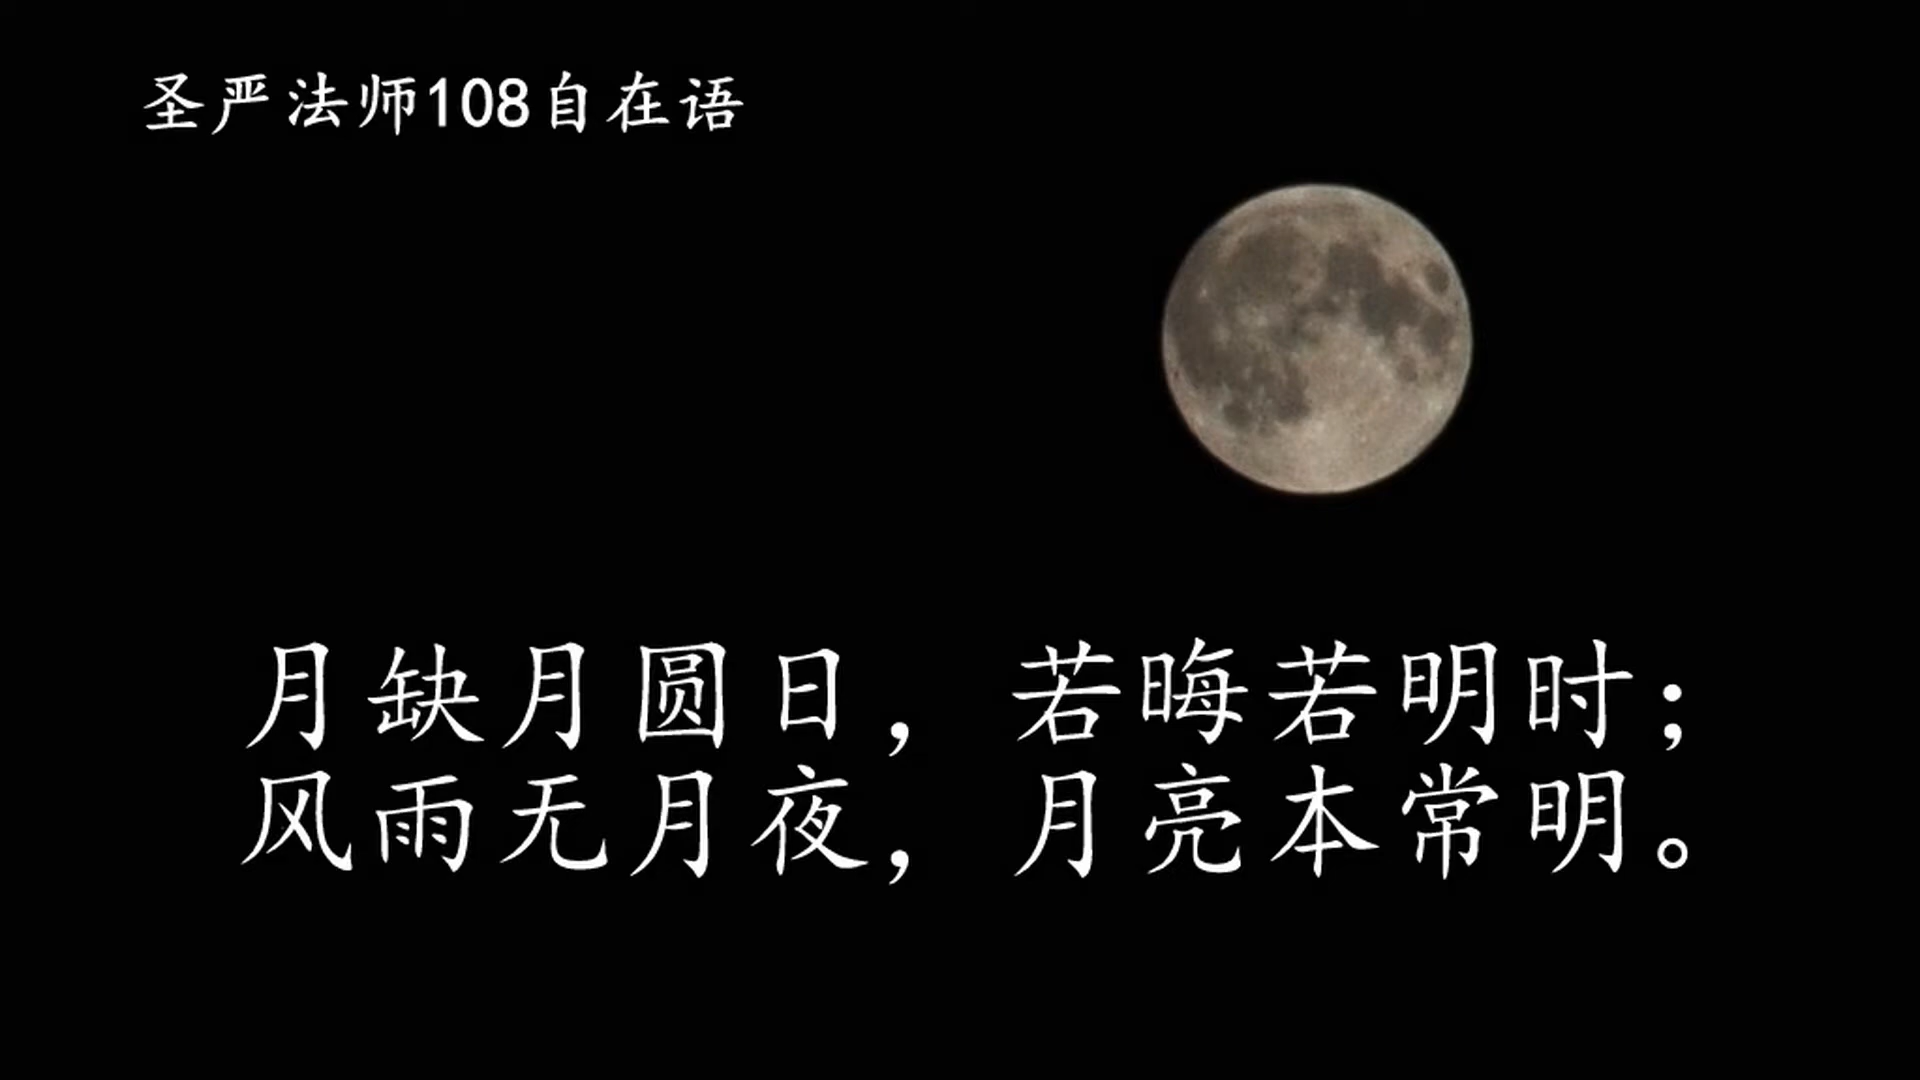 圣严法师108自在语
月缺月圆日，若晦若明时；
风雨无月夜，月亮本常明。